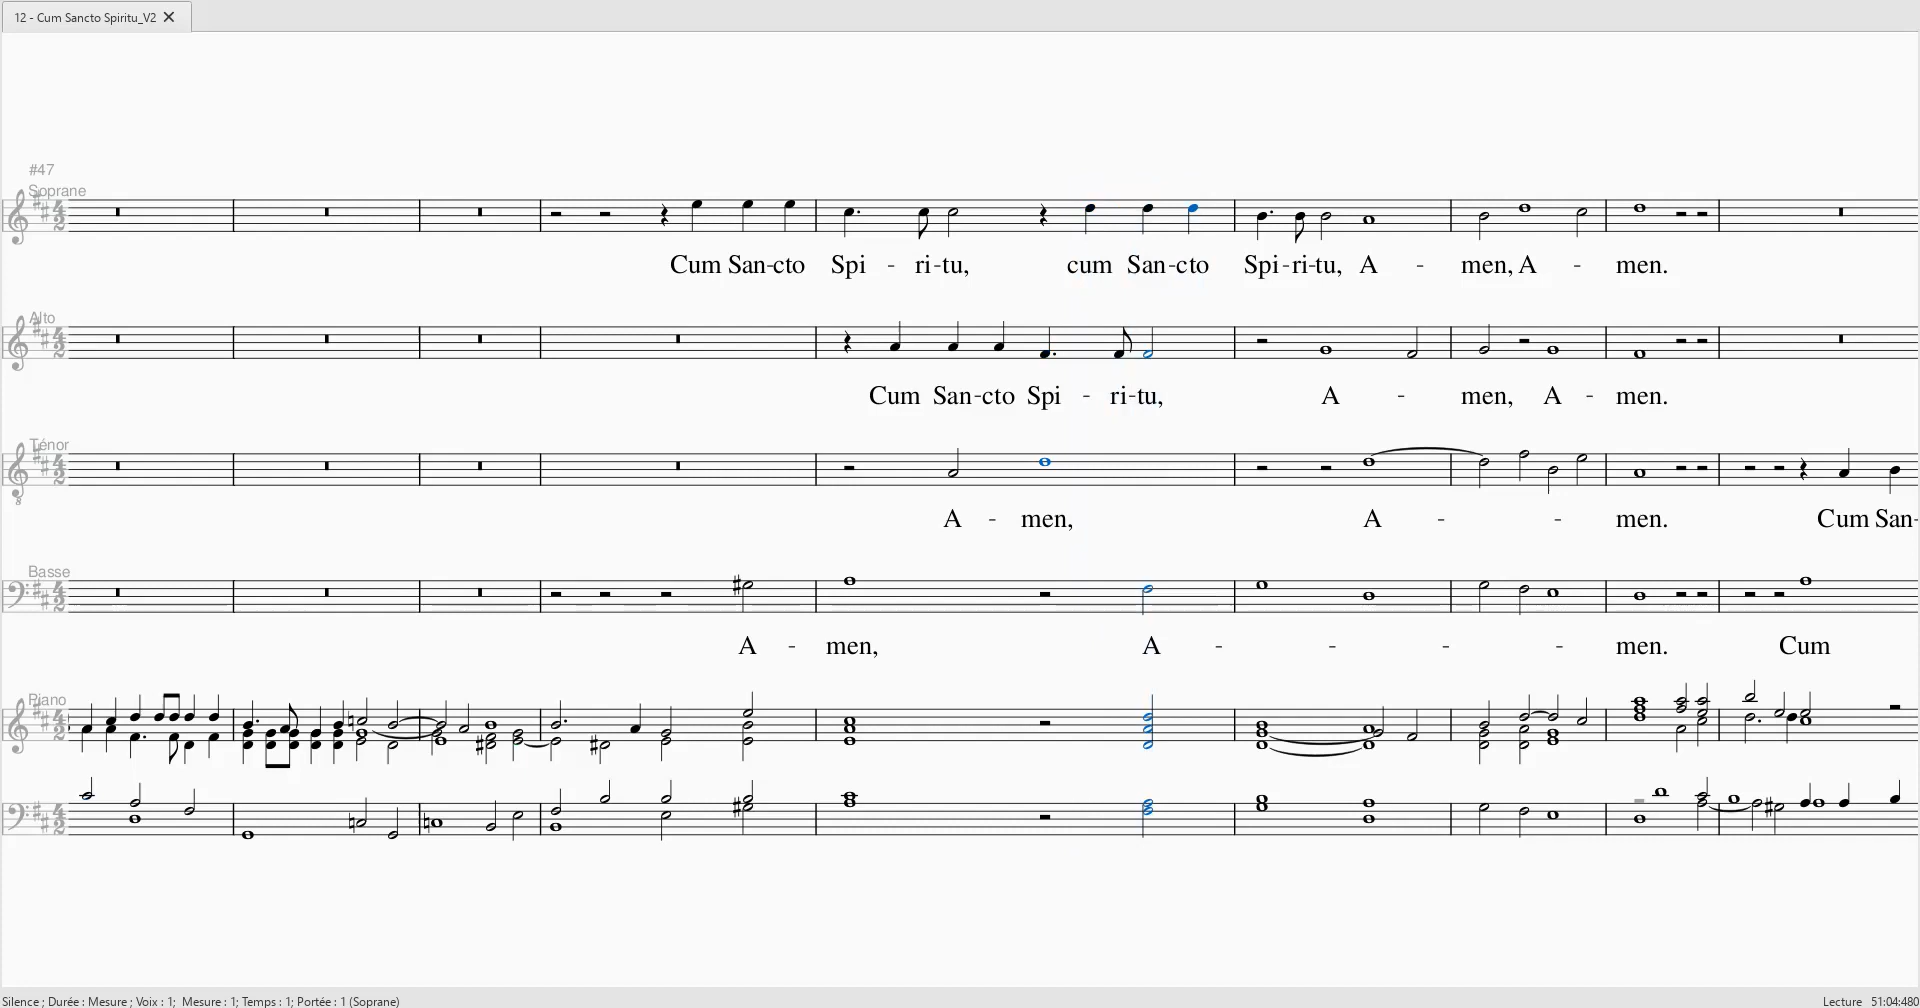 12 - Cum Sancto Spiritu_V2
#47
Soprane
Cum San-cto Spi - ri-tu, cum San-cto Spi-ri-tu, A - men, A - men.
Alto
Cum San-cto Spi - ri-tu, A - men, A - men.
Ténor
A - men, A - - men. Cum San-
Basse
A - men, A - - - - men. Cum
Piano
Silence ; Durée : Mesure ; Voix : 1; Mesure : 1; Temps : 1; Portée : 1 (Soprane)
Lecture 51:04:480